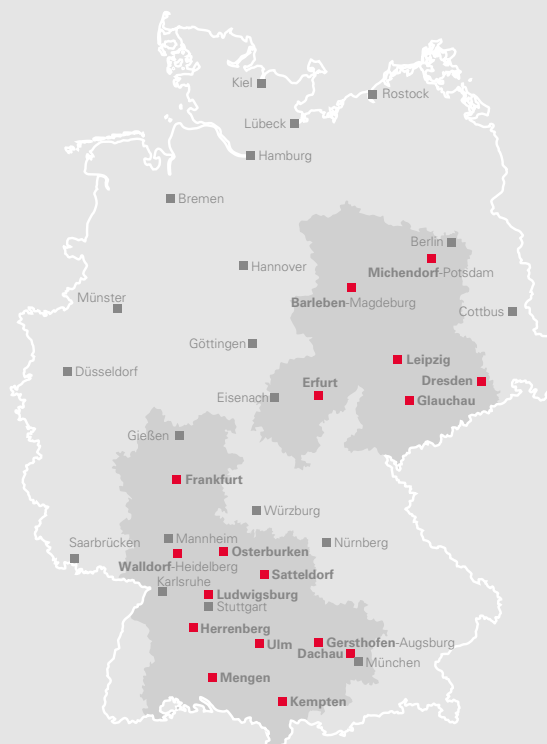 Kiel
Rostock
Lübeck
Hamburg
Bremen
Berlin
Hannover
Michendorf-Potsdam
Münster
Barleben-Magdeburg
Cottbus
Göttingen
Leipzig
Düsseldorf
Erfurt
Dresden
Eisenach
Glauchau
Gießen
Frankfurt
Würzburg
Mannheim
Nürnberg
Saarbrücken
Osterburken
Walldorf-Heidelberg
Satteldorf
Karlsruhe
Ludwigsburg
Stuttgart
Herrenberg
Ulm
Gersthofen-Augsburg
Dachau
München
Mengen
Kempten